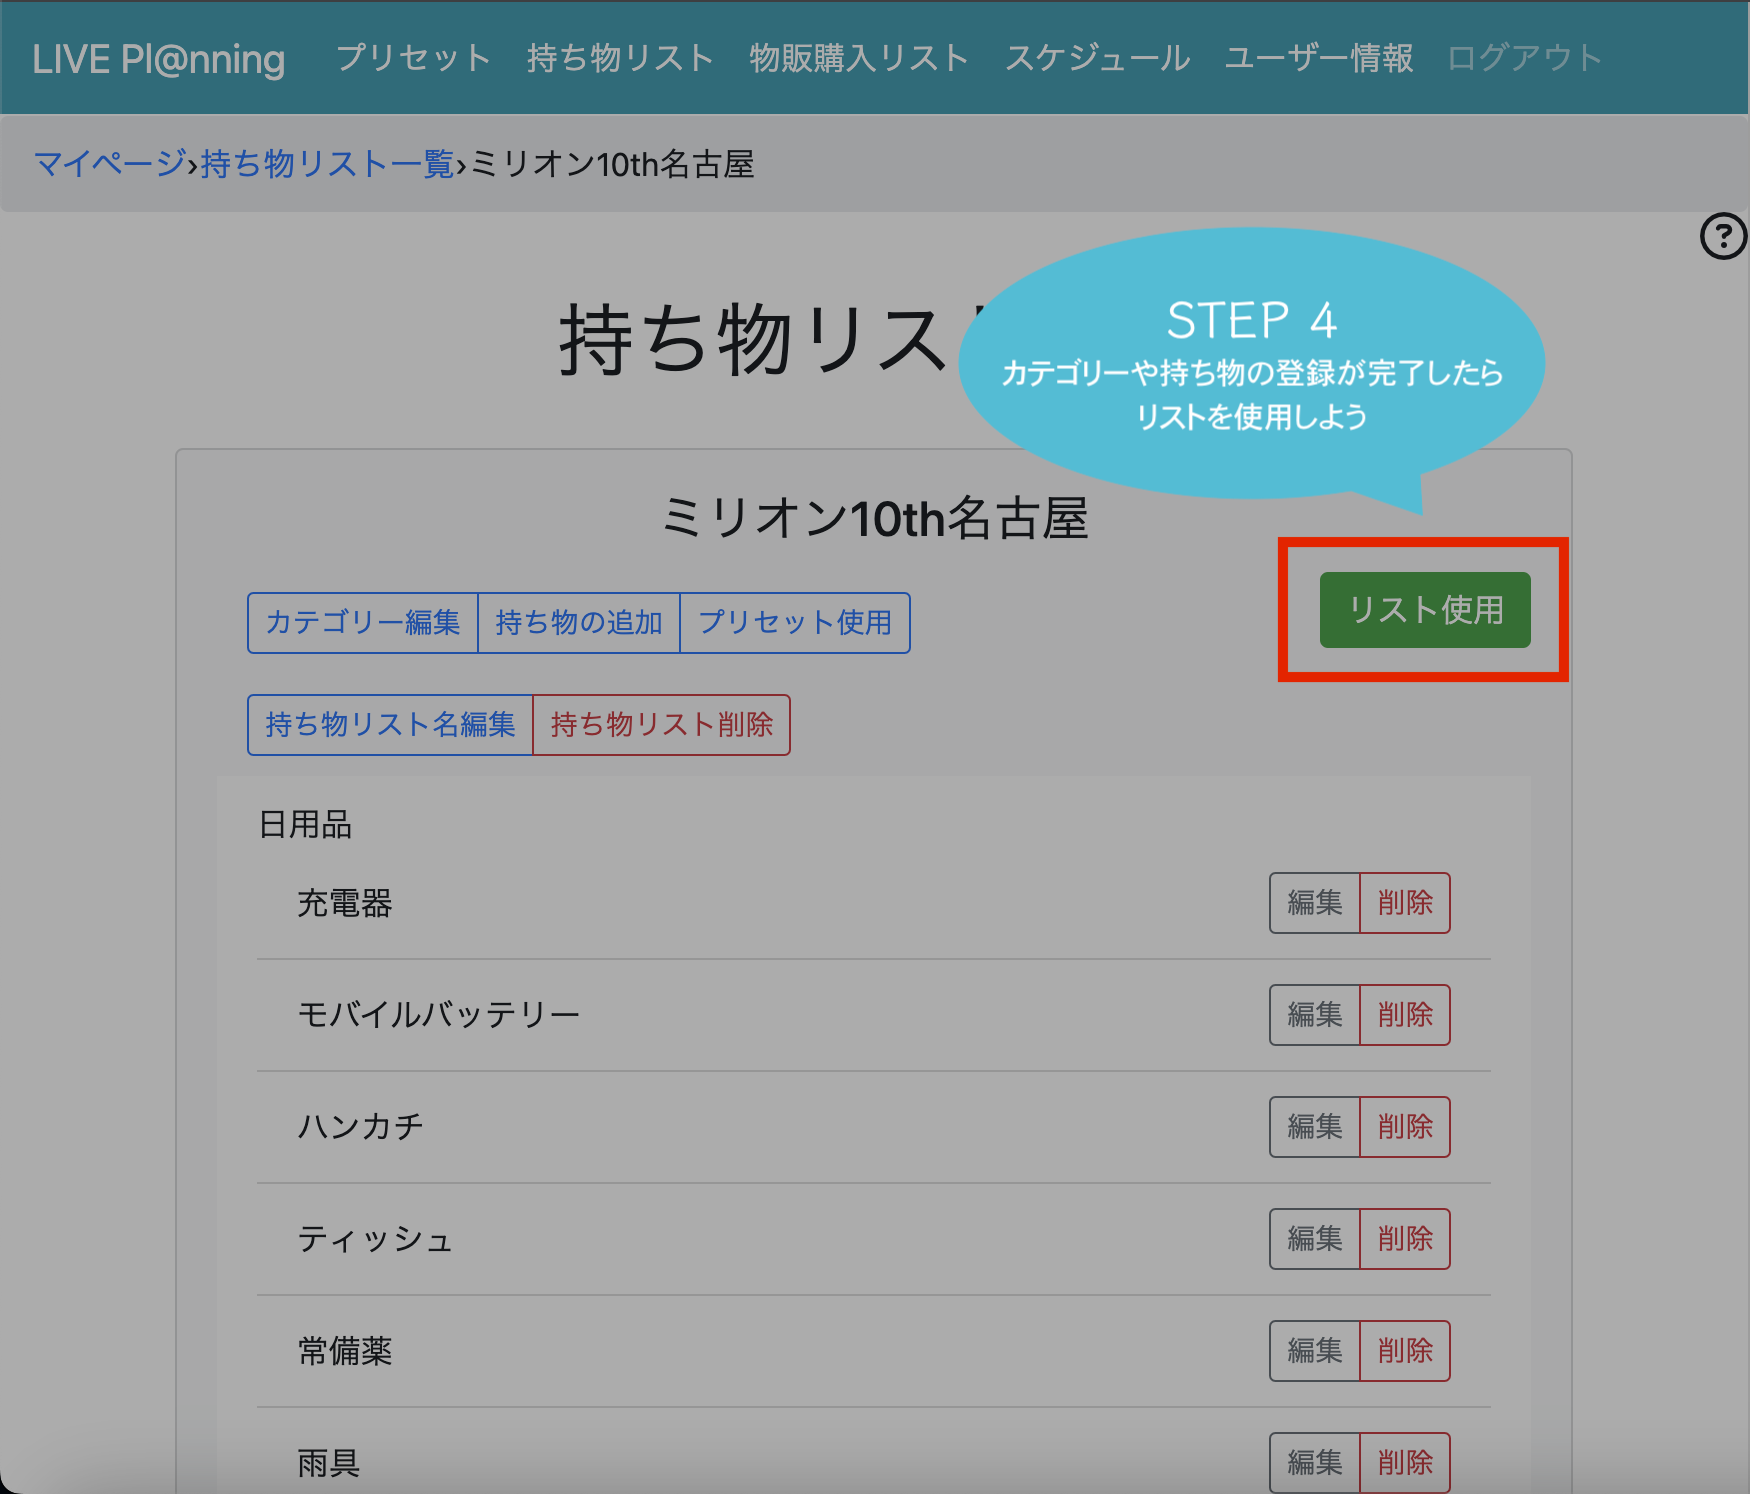 LIVE Pl@nning プリセット 持ち物リスト 物販購入リスト スケジュール ユーザー情報 ログアウト
マイページ›持ち物リスト一覧›ミリオン10th名古屋
?
持ち物リス
STEP 4
カテゴリーや持ち物の登録が完了したら
リストを使用しよう
ミリオン10th名古屋
カテゴリー編集 持ち物の追加 プリセット使用
リスト使用
持ち物リスト名編集 持ち物リスト削除
日用品
充電器 編集 削除
モバイルバッテリー 編集 削除
ハンカチ 編集 削除
ティッシュ 編集 削除
常備薬 編集 削除
雨具 編集 削除